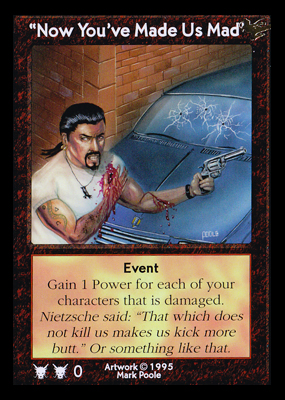 “Now You’ve Made Us Mad”
Event
Gain 1 Power for each of your
characters that is damaged.
Nietzsche said: “That which does
not kill us makes us kick more
butt.” Or something like that.
0
Artwork © 1995
Mark Poole